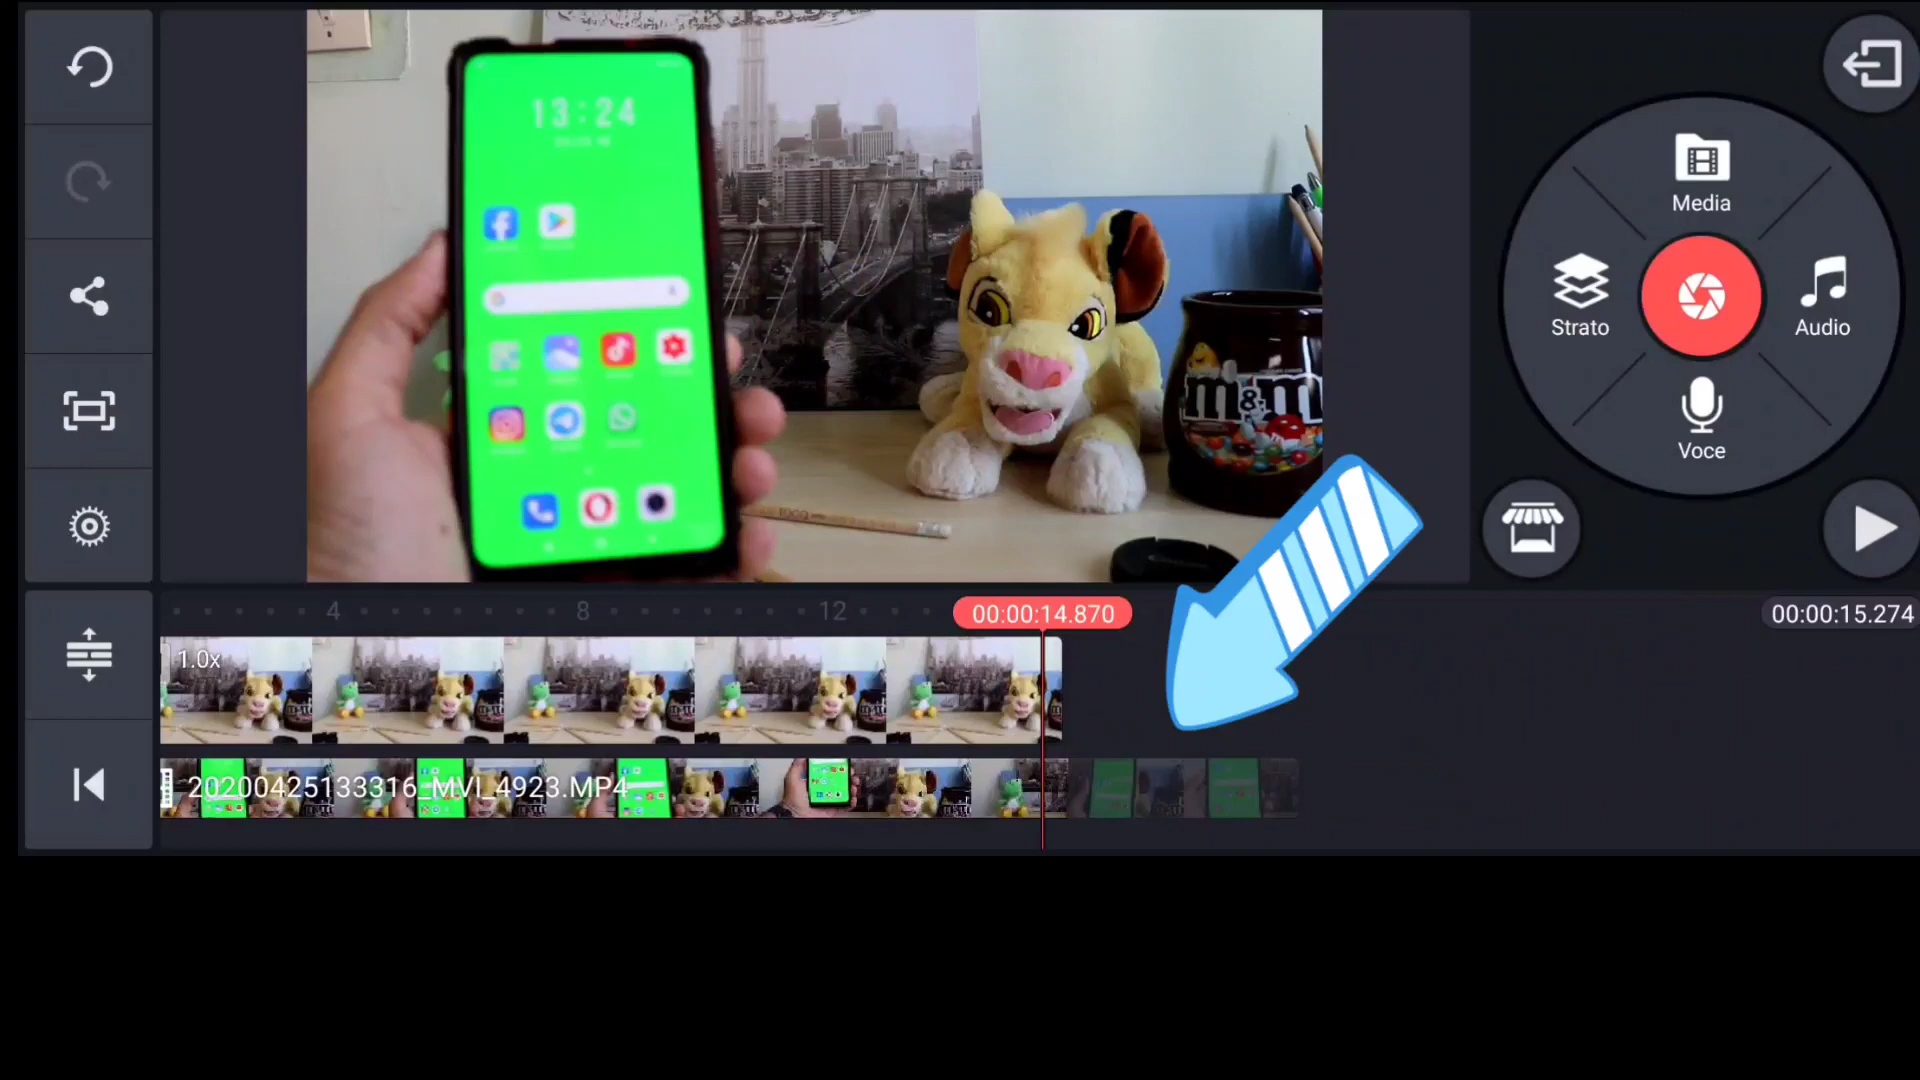 13:24
Media
Strato
Audio
Voce
m&m's
4
8
12
00:00:14.870
00:00:15.274
1.0x
20200425133316_MVI_4923.MP4